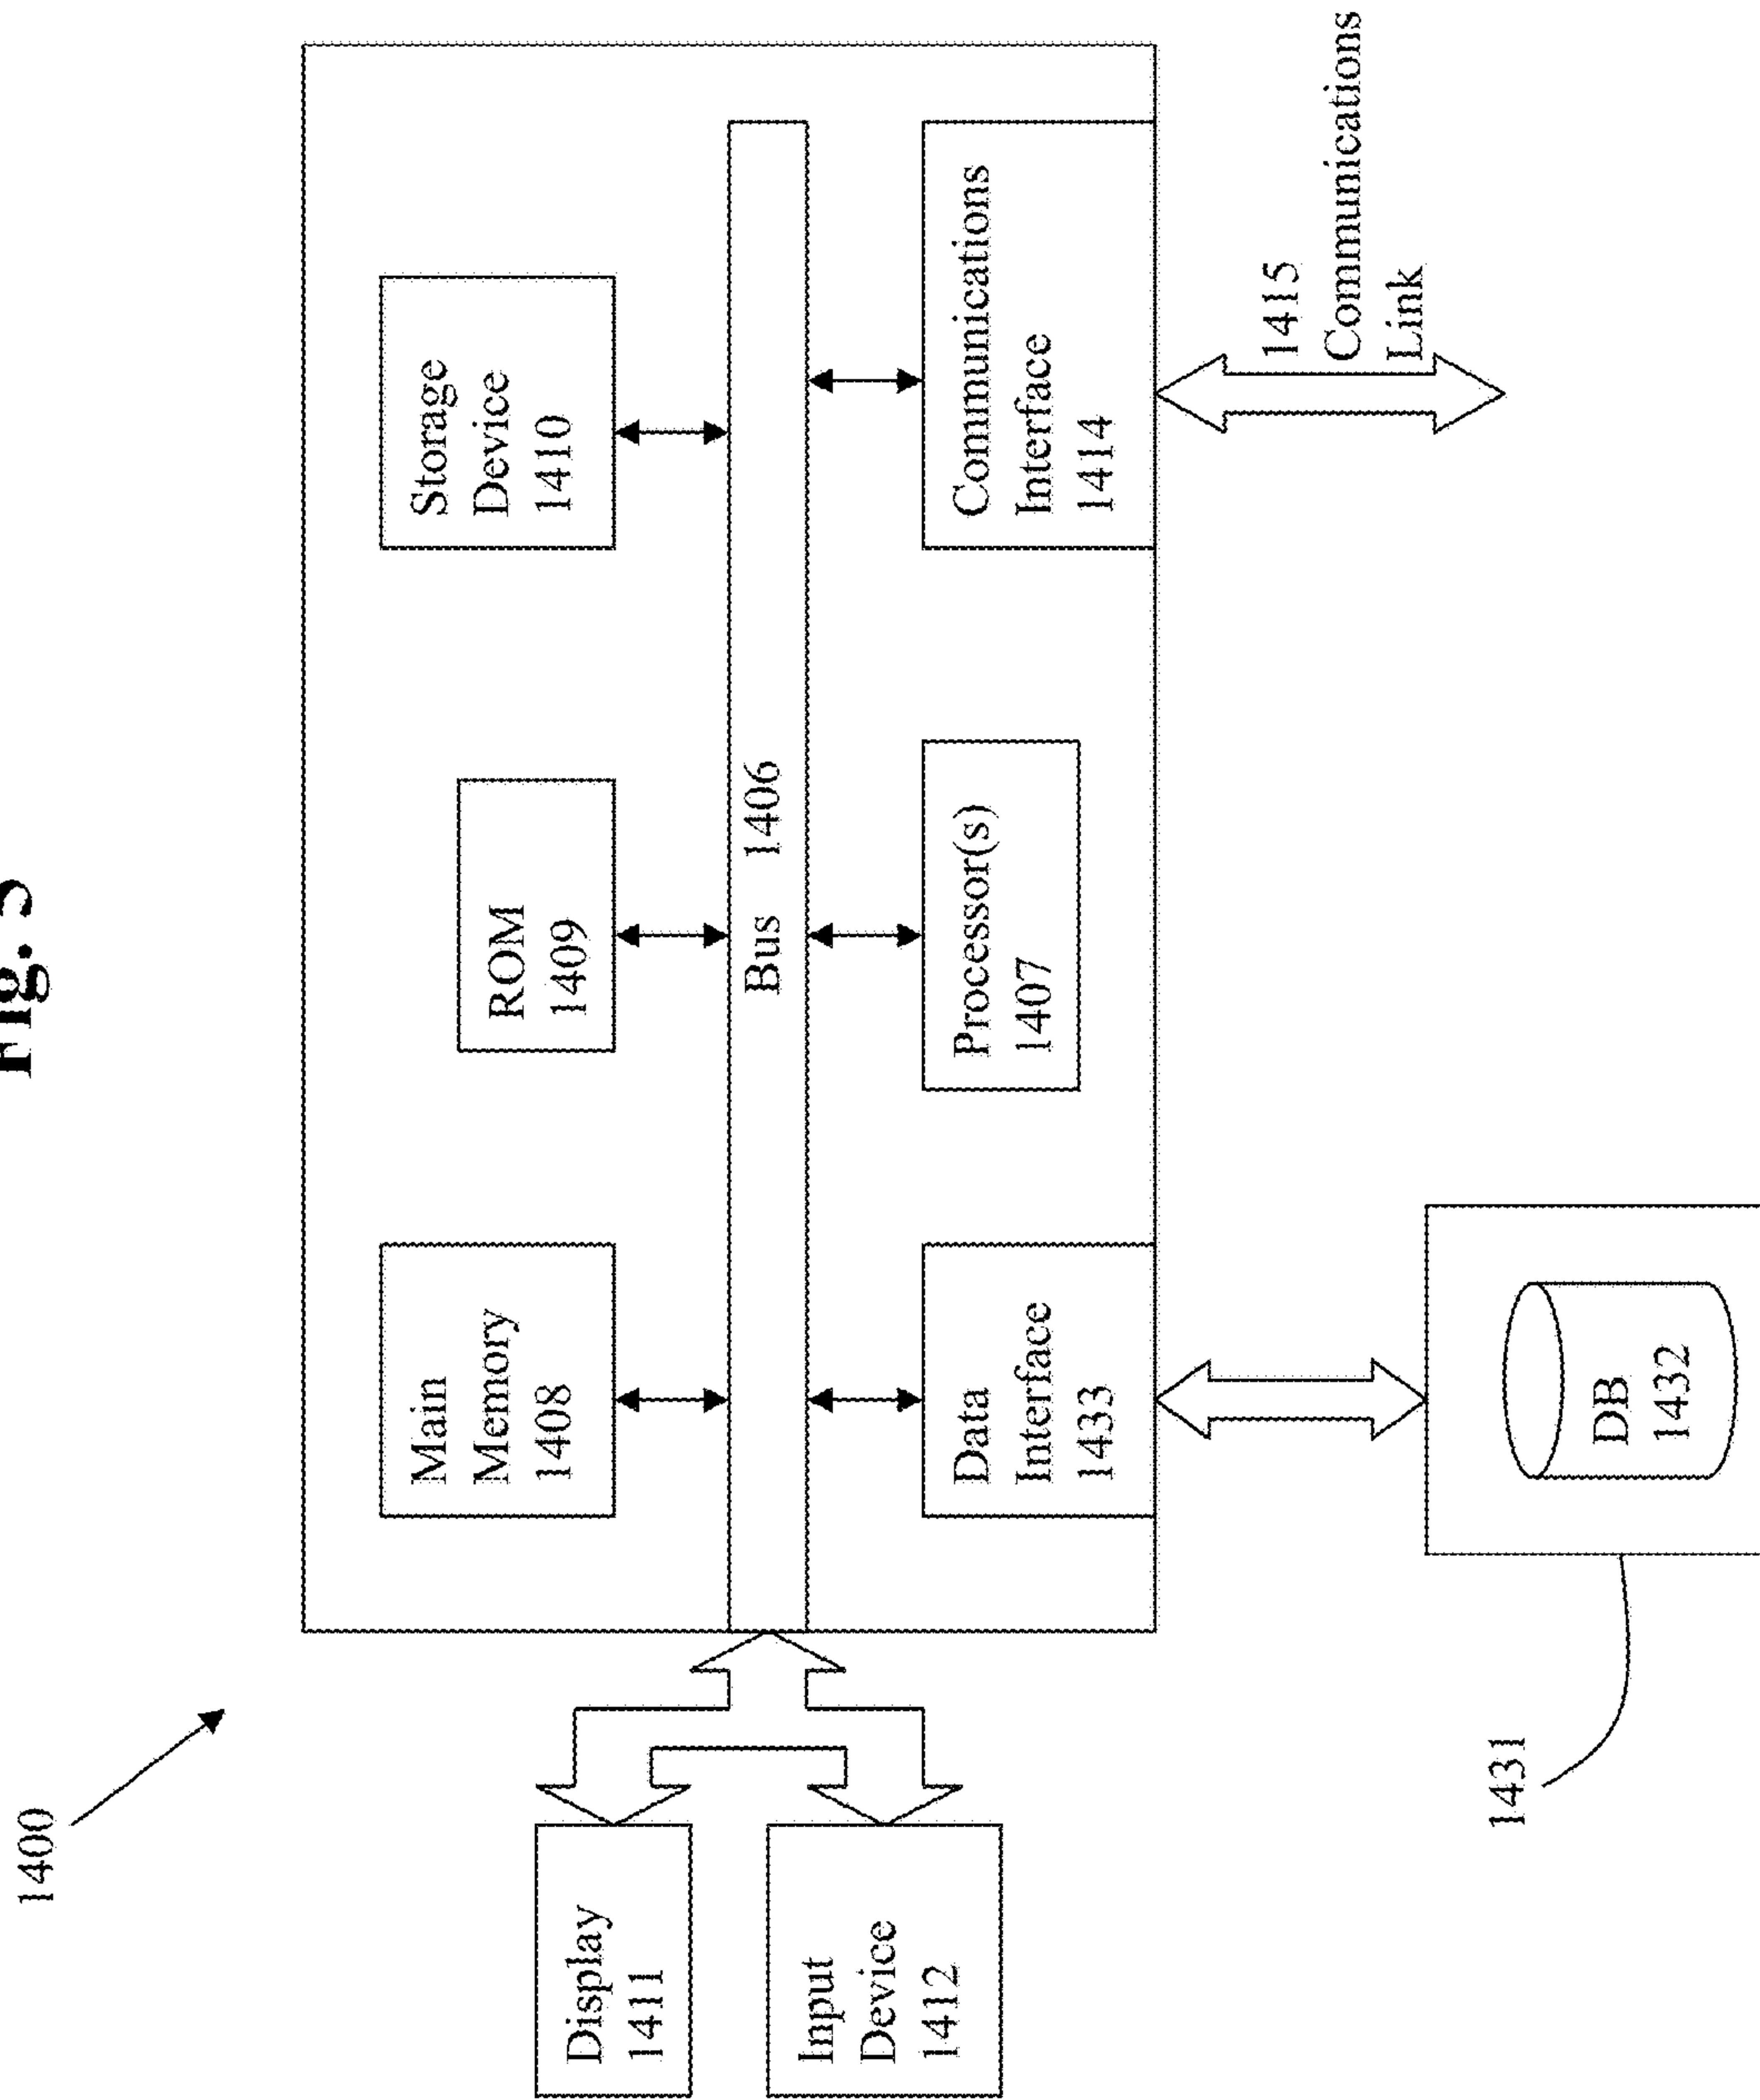 Fig.
1400
Main
Memory
1408
ROM
1409
Storage
Device
1410
Display
1411
Bus 1406
Input
Device
1412
Data
Interface
1433
Processor(s)
1407
Communications
Interface
1414
1415
Communications
Link
1431
DB
1432